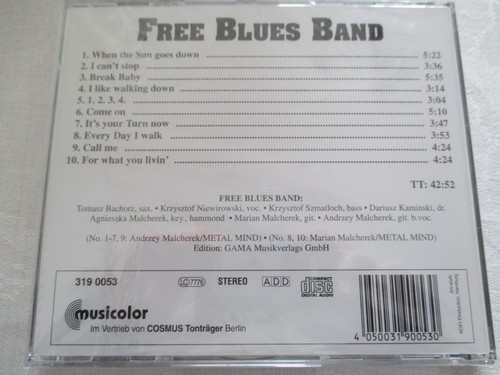 FREE BLUES BAND
1. When the Sun goes down 5:22
2. I can't stop 3:36
3. Break Baby 5:35
4. I like walking down 3:14
5. 1. 2. 3. 4. 3:04
6. Come on 5:10
7. It's your Turn now 3:47
8. Every Day I walk 3:53
9. Call me 4:24
10. For what you livin' 4:24
TT: 42:52
FREE BLUES BAND:
Tomasz Bachorz, sax. • Krzysztof Niewirowski, voc. • Krzysztof Szmatloch, bass • Dariusz Kaminski, dr.
Agnieszka Malcherek, key., hammond • Marian Malcherek, git. • Andrzey Malcherek, git. b.voc.
(No. 1-7, 9: Andrzey Malcherek/METAL MIND) • (No. 8, 10: Marian Malcherek/METAL MIND)
Edition: GAMA Musikverlags GmbH
319 0053
LC 7776
STEREO
ADD
COMPACT
disc
DIGITAL AUDIO
musicolor
Im Vertrieb von COSMUS Tonträger Berlin
4 050031 900530